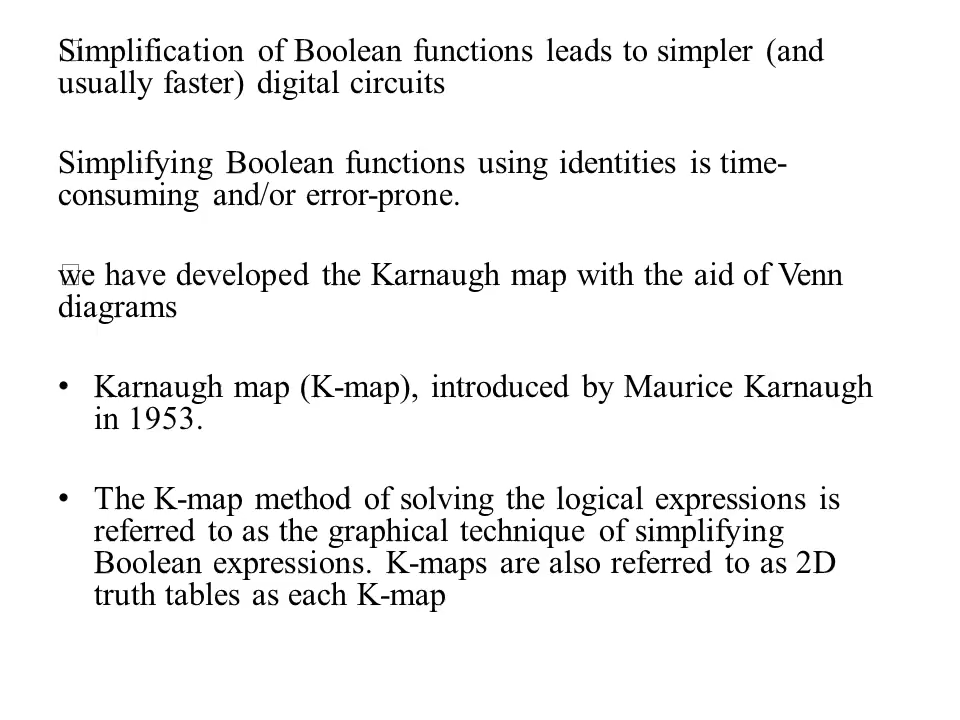 Simplification of Boolean functions leads to simpler (and
usually faster) digital circuits
Simplifying Boolean functions using identities is time-
consuming and/or error-prone.
we have developed the Karnaugh map with the aid of Venn
diagrams
• Karnaugh map (K-map), introduced by Maurice Karnaugh
in 1953.
• The K-map method of solving the logical expressions is
referred to as the graphical technique of simplifying
Boolean expressions. K-maps are also referred to as 2D
truth tables as each K-map